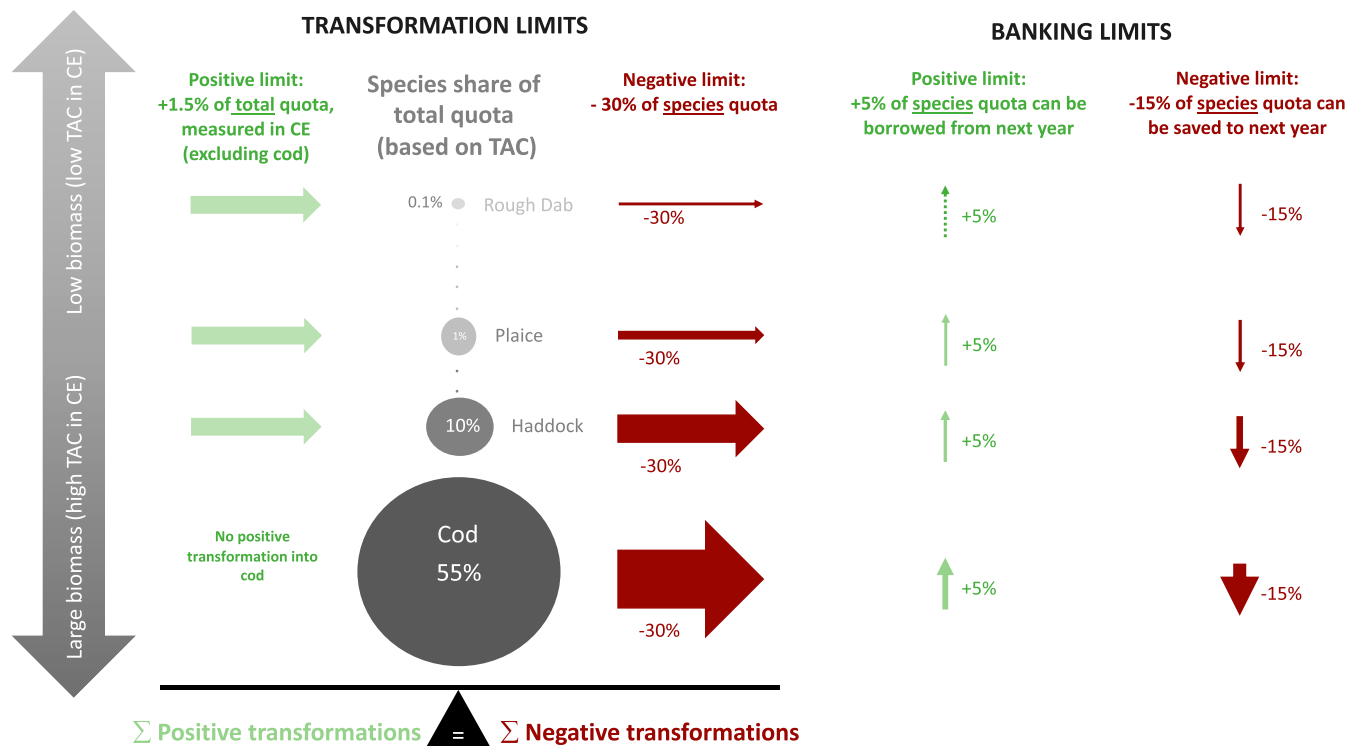 TRANSFORMATION LIMITS
BANKING LIMITS
Positive limit:
+1.5% of total quota,
measured in CE
(excluding cod)
Species share of
total quota
(based on TAC)
Negative limit:
- 30% of species quota
Positive limit:
+5% of species quota can be
borrowed from next year
Negative limit:
-15% of species quota can
be saved to next year
Low biomass (low TAC in CE)
Large biomass (high TAC in CE)
0.1%
Rough Dab
-30%
+5%
-15%
1%
Plaice
-30%
+5%
-15%
10%
Haddock
-30%
+5%
-15%
No positive
transformation into
cod
Cod
55%
-30%
+5%
-15%
∑ Positive transformations
=
∑ Negative transformations